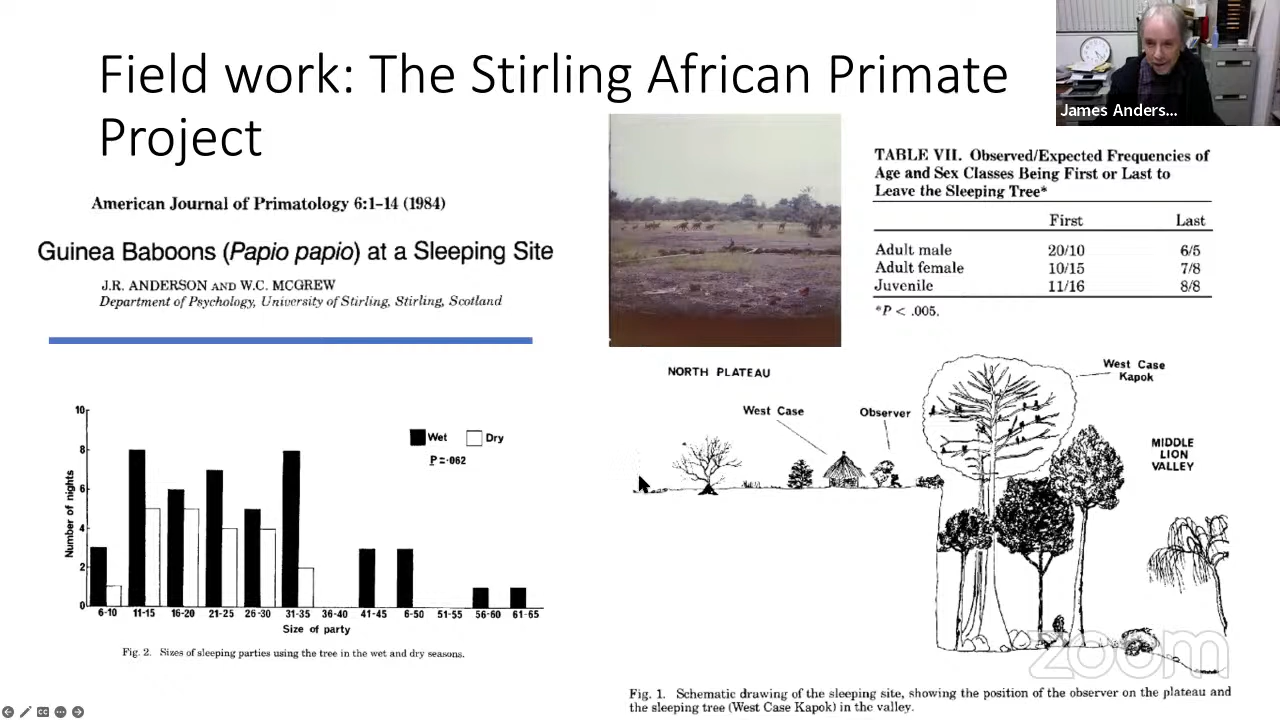 Field work: The Stirling African Primate
Project
James Anders...
American Journal of Primatology 6:1-14 (1984)
Guinea Baboons (Papio papio) at a Sleeping Site
J.R. ANDERSON AND W.C. MCGREW
Department of Psychology, University of Stirling, Stirling, Scotland
TABLE VII. Observed/Expected Frequencies of
Age and Sex Classes Being First or Last to
Leave the Sleeping Tree*
First Last
Adult male 20/10 6/5
Adult female 10/15 7/8
Juvenile 11/16 8/8
*P < .005.
10
8
6
4
2
0
Number of nights
Wet Dry
P = .062
6-10 11-15 16-20 21-25 26-30 31-35 36-40 41-45 6-50 51-55 56-60 61-65
Size of party
Fig. 2. Sizes of sleeping parties using the tree in the wet and dry seasons.
NORTH PLATEAU
West Case
Observer
West Case
Kapok
MIDDLE
LION
VALLEY
zoom
Fig. 1. Schematic drawing of the sleeping site, showing the position of the observer on the plateau and
the sleeping tree (West Case Kapok) in the valley.